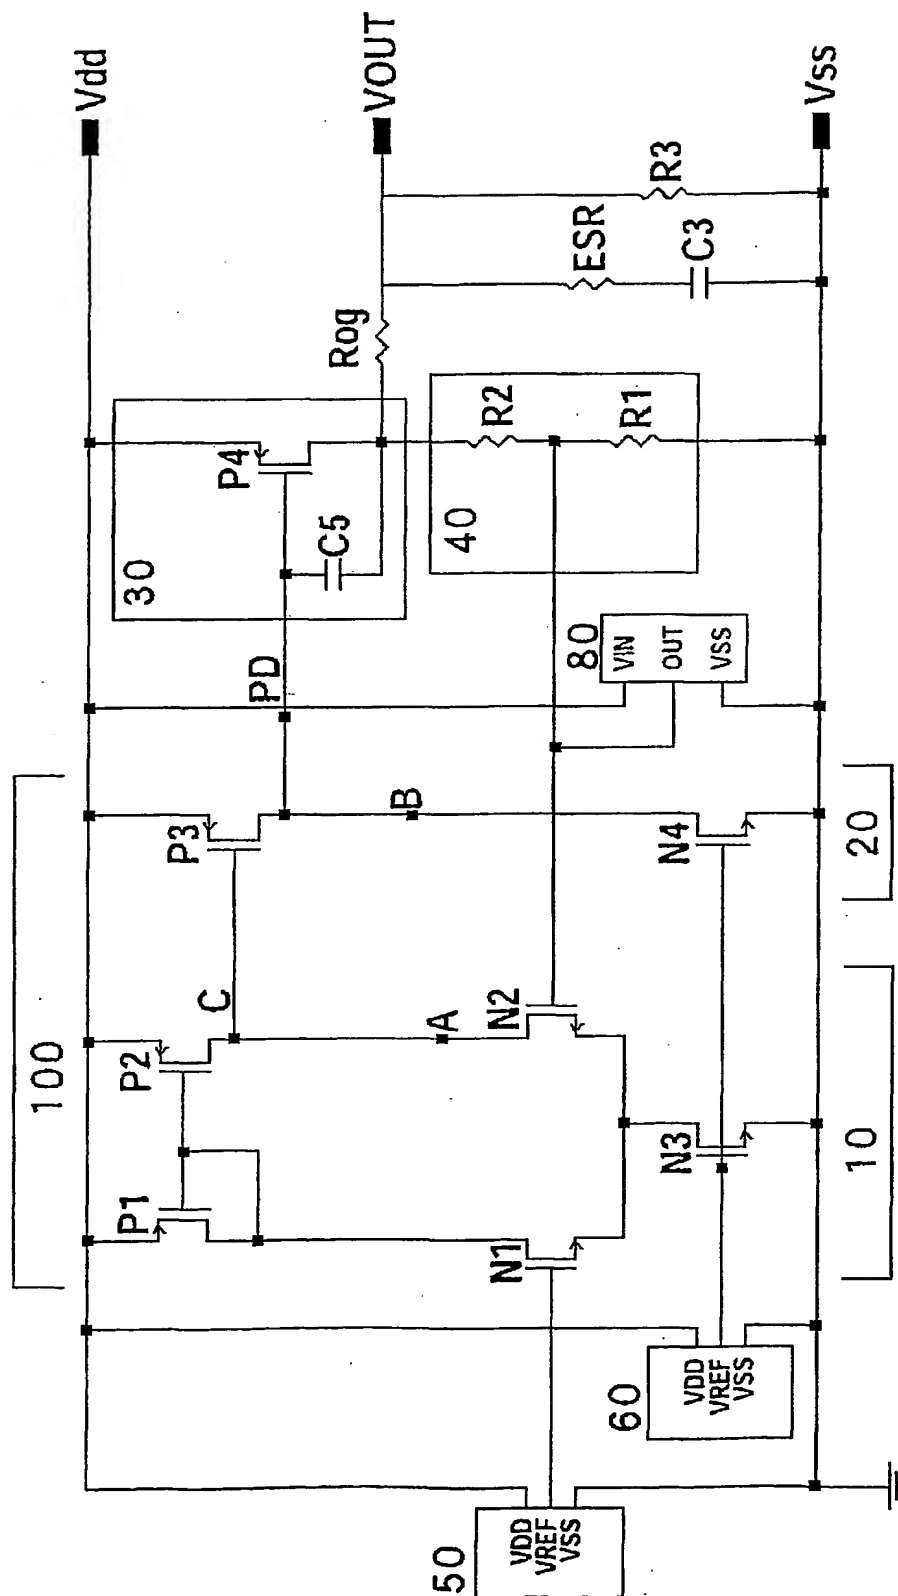 100
Vdd
P1
P2
P3
30
P4
C
PD
C5
Rog
VOUT
A
B
40
R2
R1
N1
N2
80
VIN
OUT
VSS
ESR
C3
R3
50
VDD
VREF
VSS
60
VDD
VREF
VSS
N3
N4
Vss
10
20